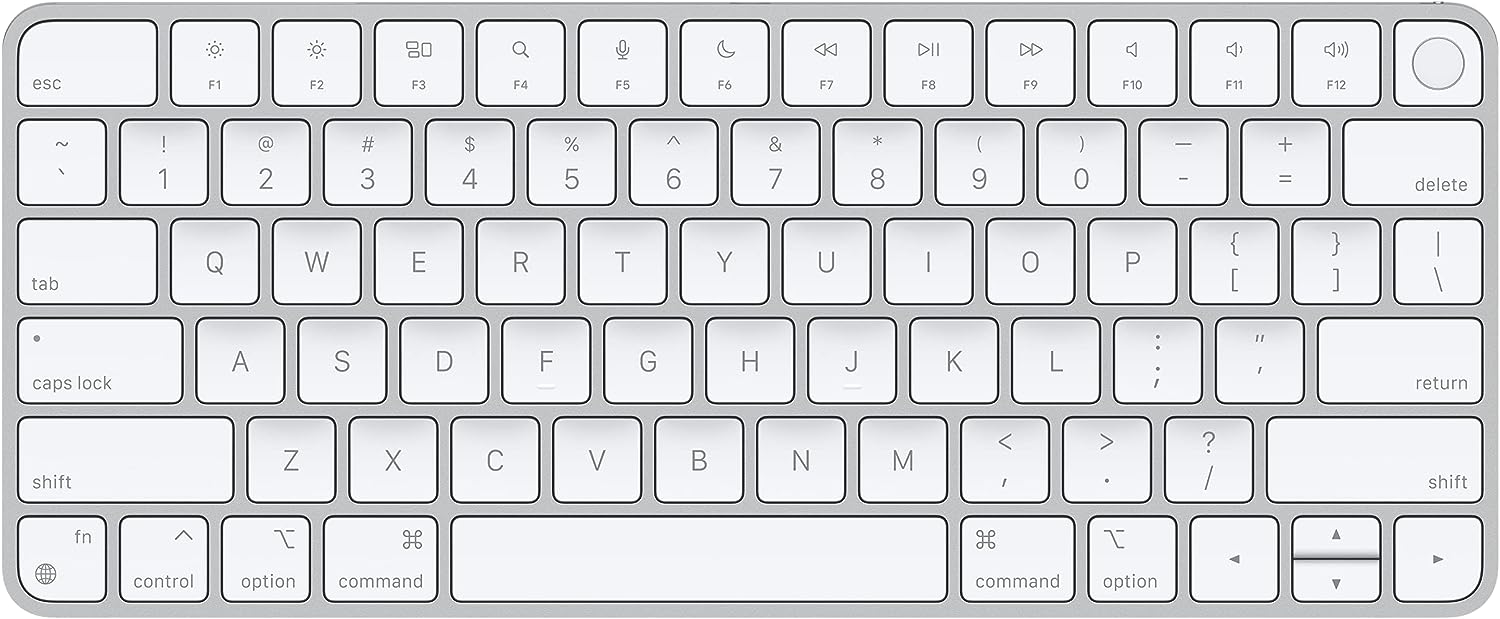 esc F1 F2 F3 F4 F5 F6 F7 F8 F9 F10 F11 F12
~ ! @ # $ % ^ & * ( ) — +
` 1 2 3 4 5 6 7 8 9 0 - = delete
tab Q W E R T Y U I O P { } |
[ ] \
caps lock A S D F G H J K L : "
; ' return
shift Z X C V B N M < > ? shift
, . /
fn ^ ⌥ ⌘ ⌘ ⌥ ◀ ▲ ▶
control option command command option ▼